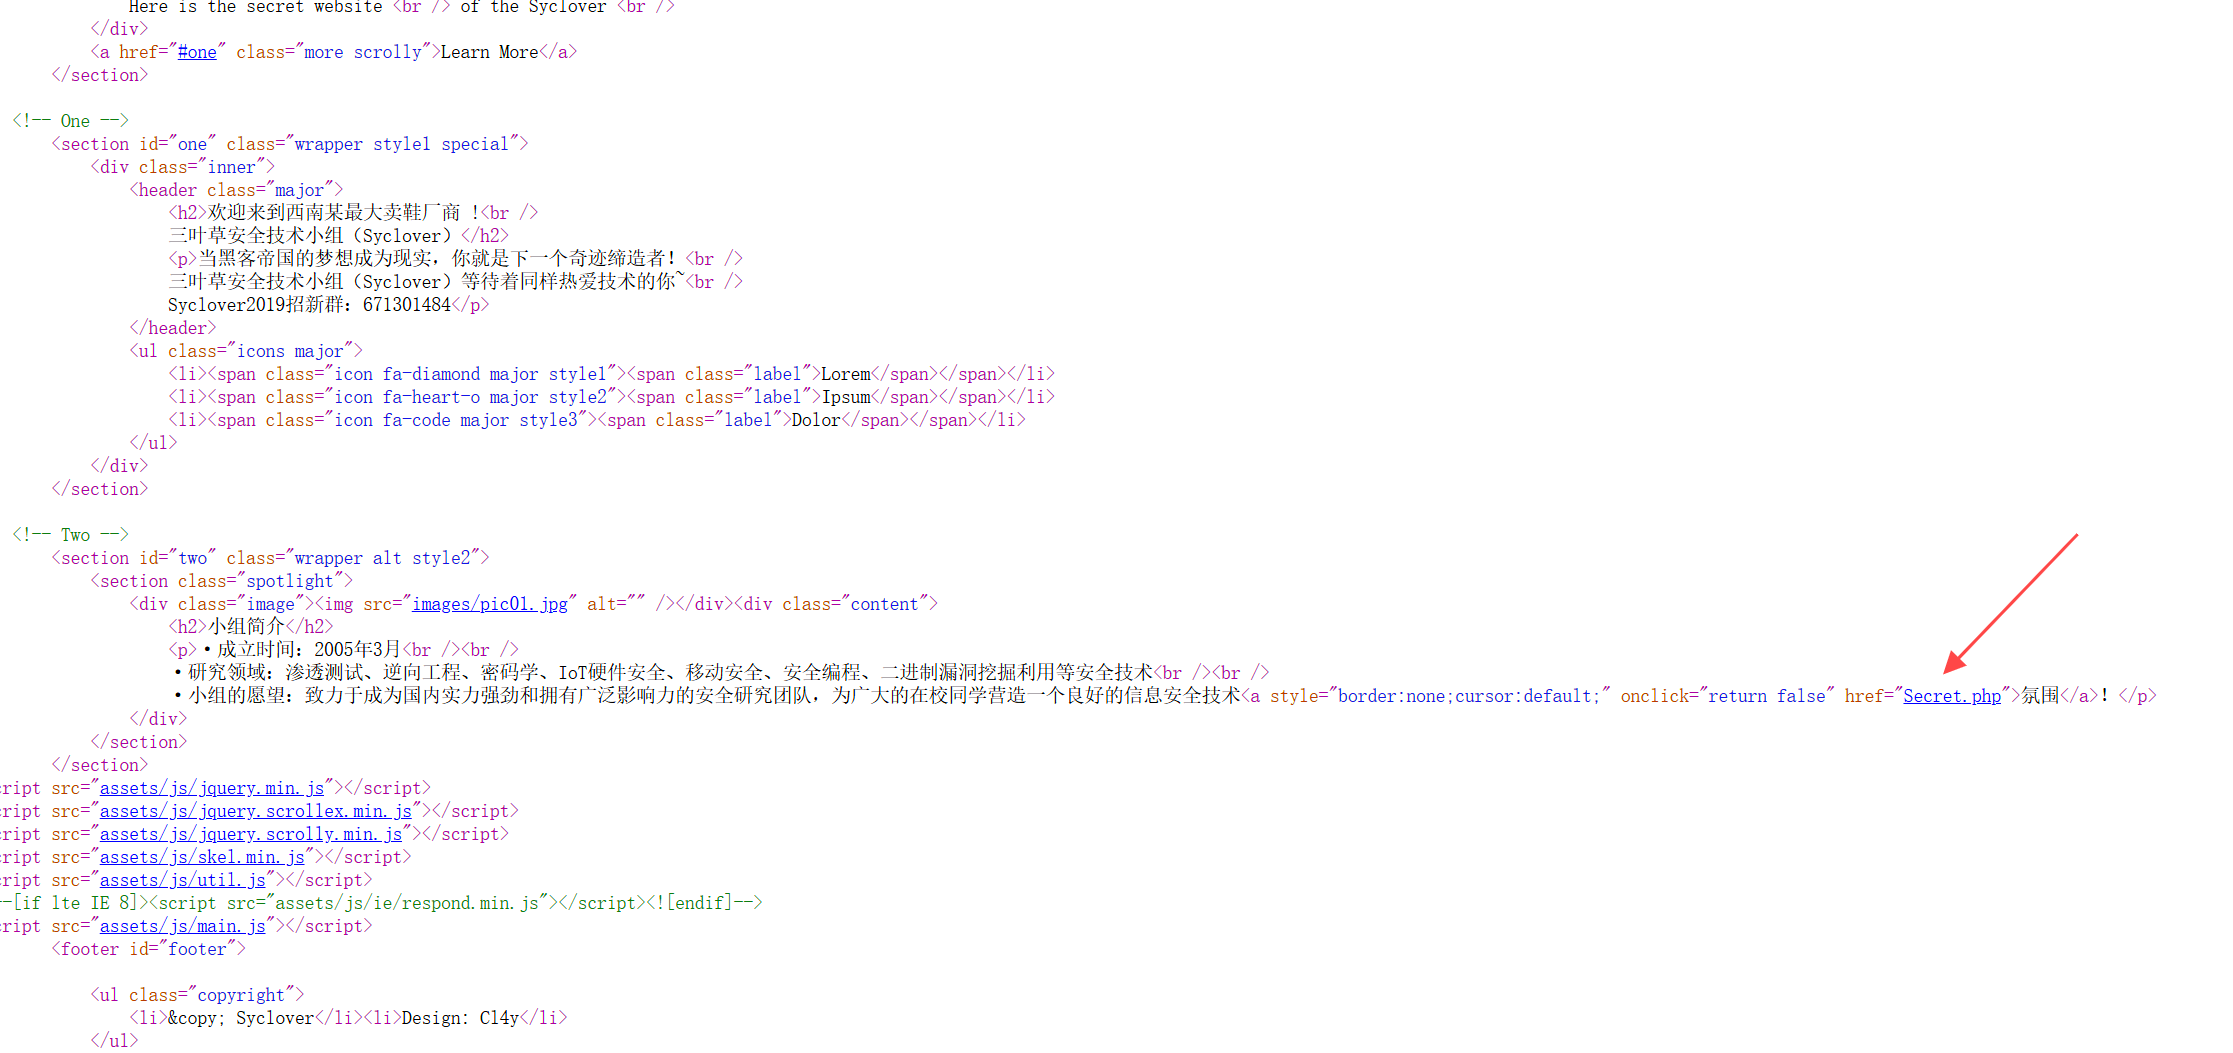 Here is the secret website <br /> of the Syclover <br />
</div>
<a href="#one" class="more scrolly">Learn More</a>
</section>
<!-- One -->
<section id="one" class="wrapper style1 special">
<div class="inner">
<header class="major">
<h2>欢迎来到西南某最大卖鞋厂商 !<br />
三叶草安全技术小组（Syclover）</h2>
<p>当黑客帝国的梦想成为现实，你就是下一个奇迹缔造者！<br />
三叶草安全技术小组（Syclover）等待着同样热爱技术的你~<br />
Syclover2019招新群：671301484</p>
</header>
<ul class="icons major">
<li><span class="icon fa-diamond major style1"><span class="label">Lorem</span></span></li>
<li><span class="icon fa-heart-o major style2"><span class="label">Ipsum</span></span></li>
<li><span class="icon fa-code major style3"><span class="label">Dolor</span></span></li>
</ul>
</div>
</section>
<!-- Two -->
<section id="two" class="wrapper alt style2">
<section class="spotlight">
<div class="image"><img src="images/pic01.jpg" alt="" /></div><div class="content">
<h2>小组简介</h2>
<p>·成立时间：2005年3月<br /><br />
·研究领域：渗透测试、逆向工程、密码学、IoT硬件安全、移动安全、安全编程、二进制漏洞挖掘利用等安全技术<br /><br />
·小组的愿望：致力于成为国内实力强劲和拥有广泛影响力的安全研究团队，为广大的在校同学营造一个良好的信息安全技术<a style="border:none;cursor:default;" onclick="return false" href="Secret.php">氛围</a>！</p>
</div>
</section>
</section>
ript src="assets/js/jquery.min.js"></script>
ript src="assets/js/jquery.scrollex.min.js"></script>
ript src="assets/js/jquery.scrolly.min.js"></script>
ript src="assets/js/skel.min.js"></script>
ript src="assets/js/util.js"></script>
--[if lte IE 8]><script src="assets/js/ie/respond.min.js"></script><![endif]-->
ript src="assets/js/main.js"></script>
<footer id="footer">
<ul class="copyright">
<li>&copy; Syclover</li><li>Design: Cl4y</li>
</ul>